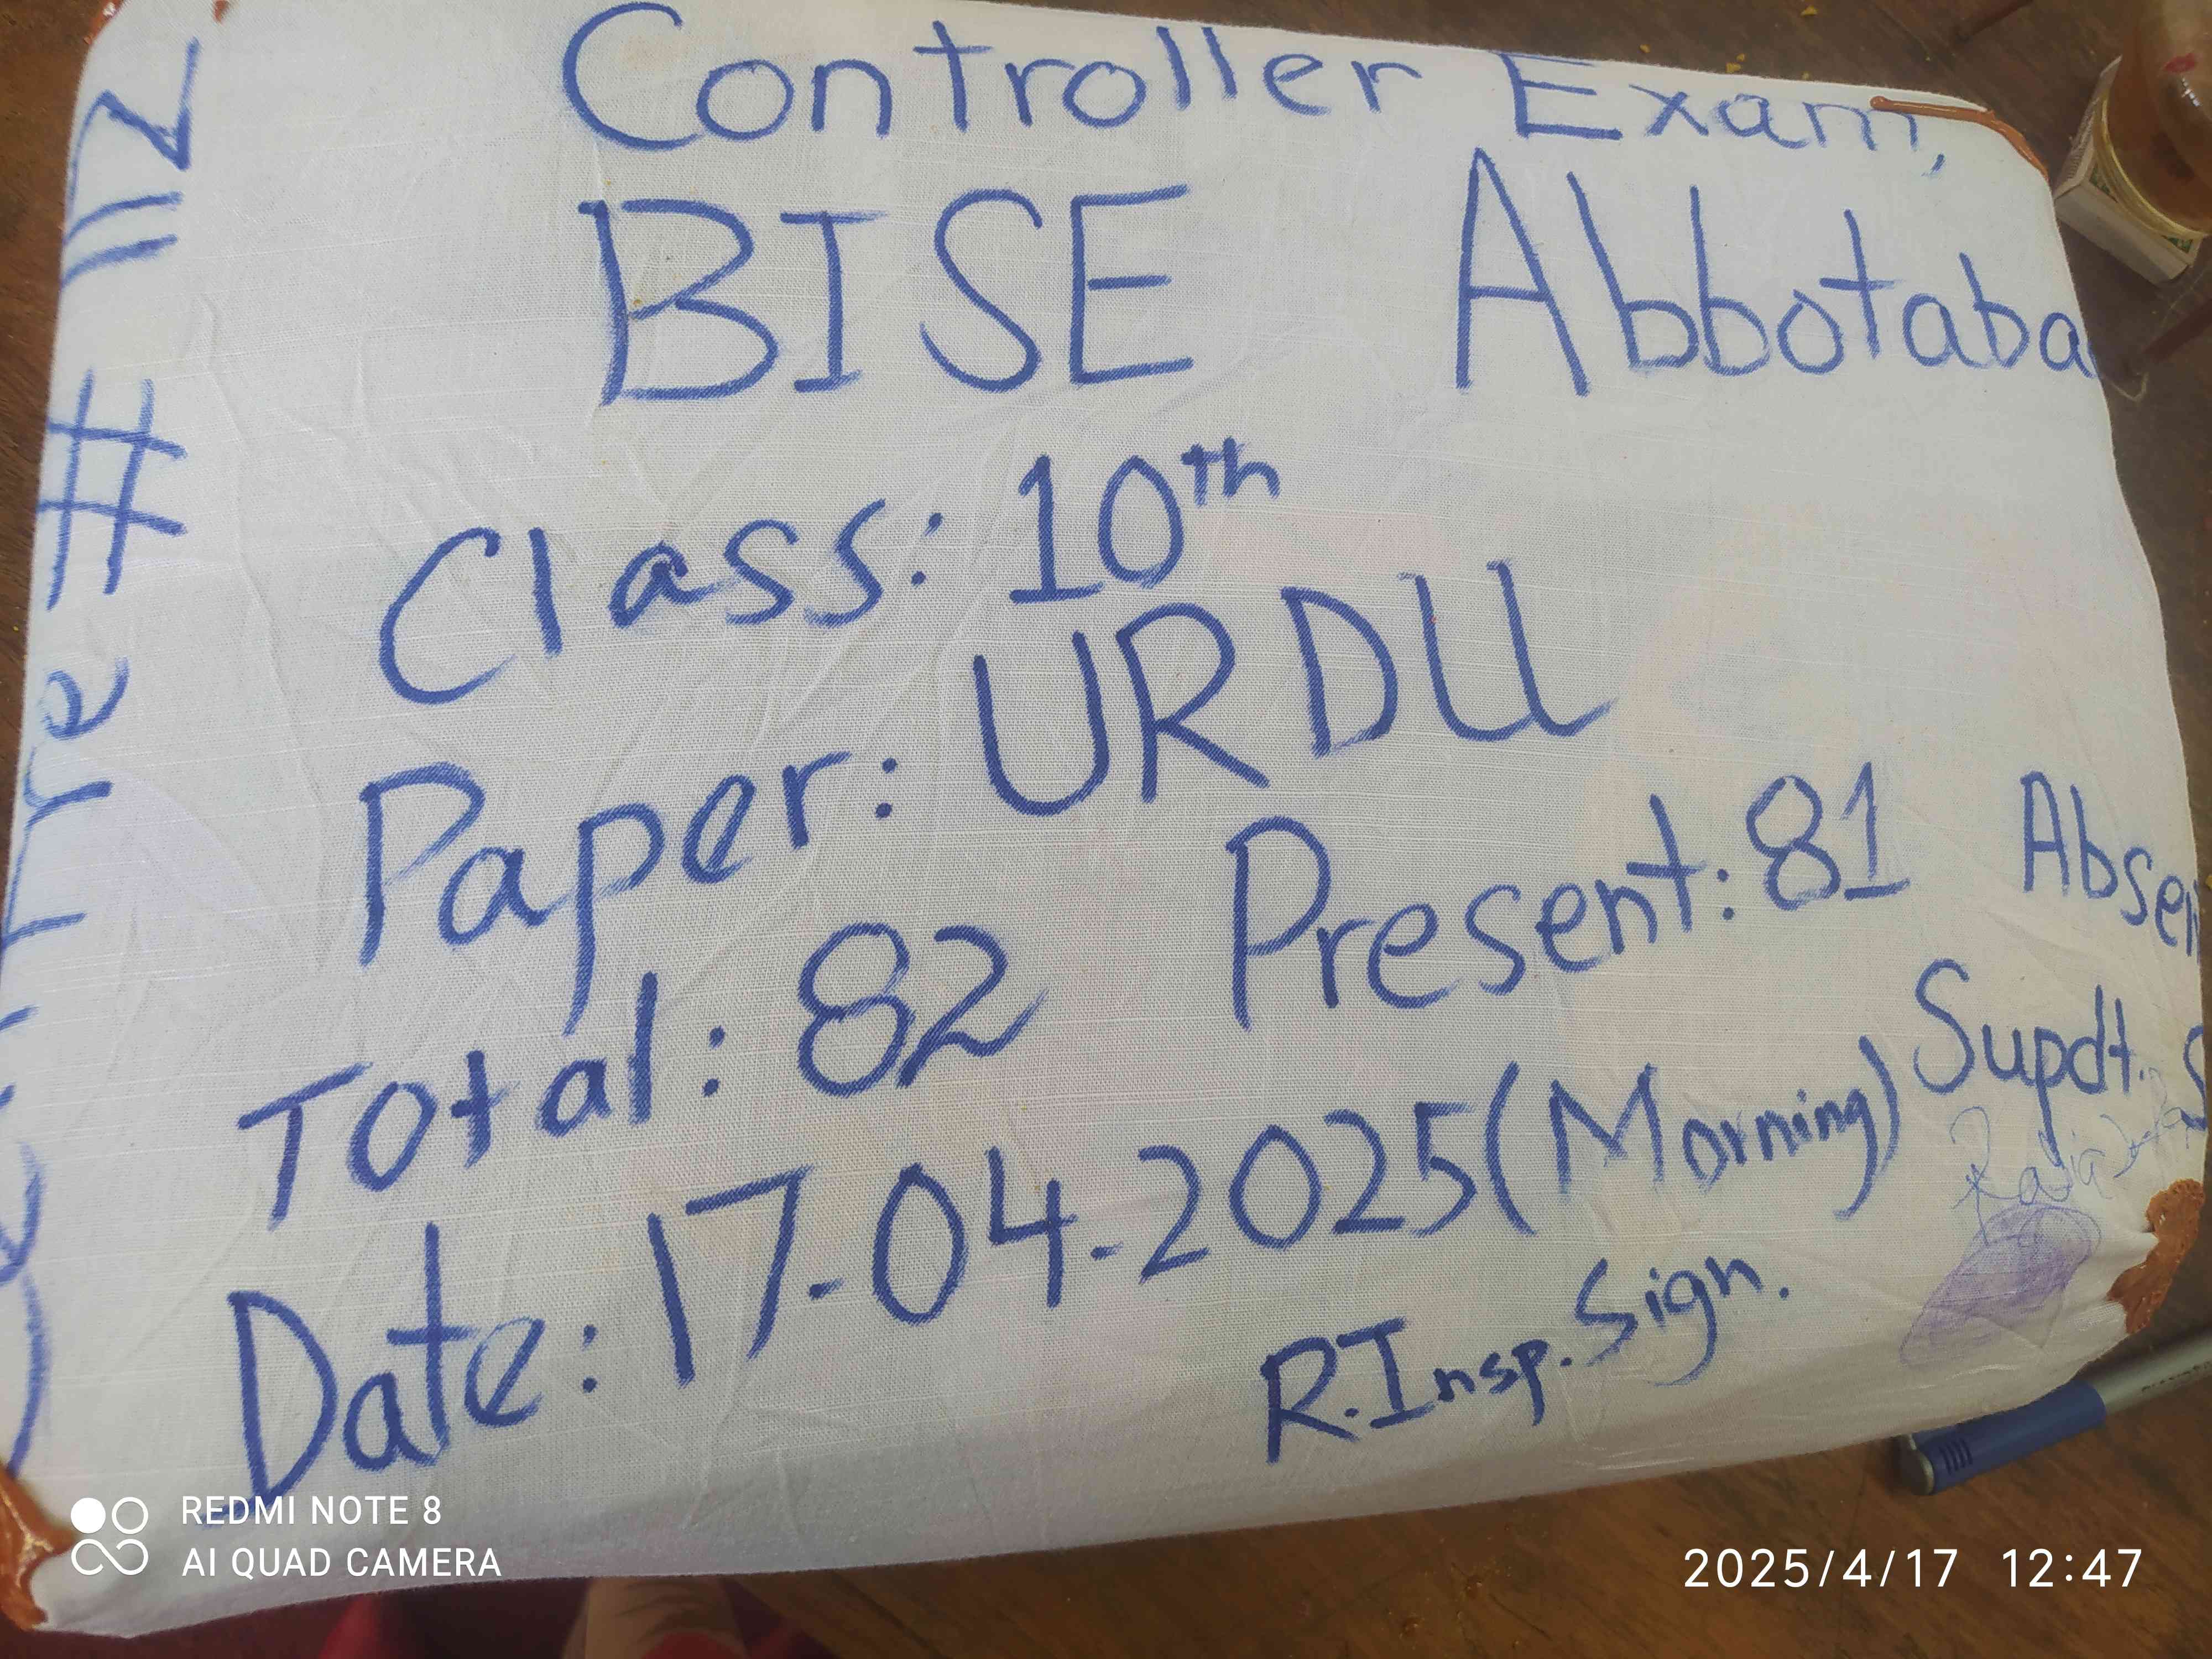 Controller Exam,
BISE Abbotaba
Class: 10th
Paper: URDU
Total: 82 Present: 81 Absen
Date: 17-04-2025 (Morning) Supdt. S
R.Insp. Sign.
REDMI NOTE 8
AI QUAD CAMERA
2025/4/17 12:47